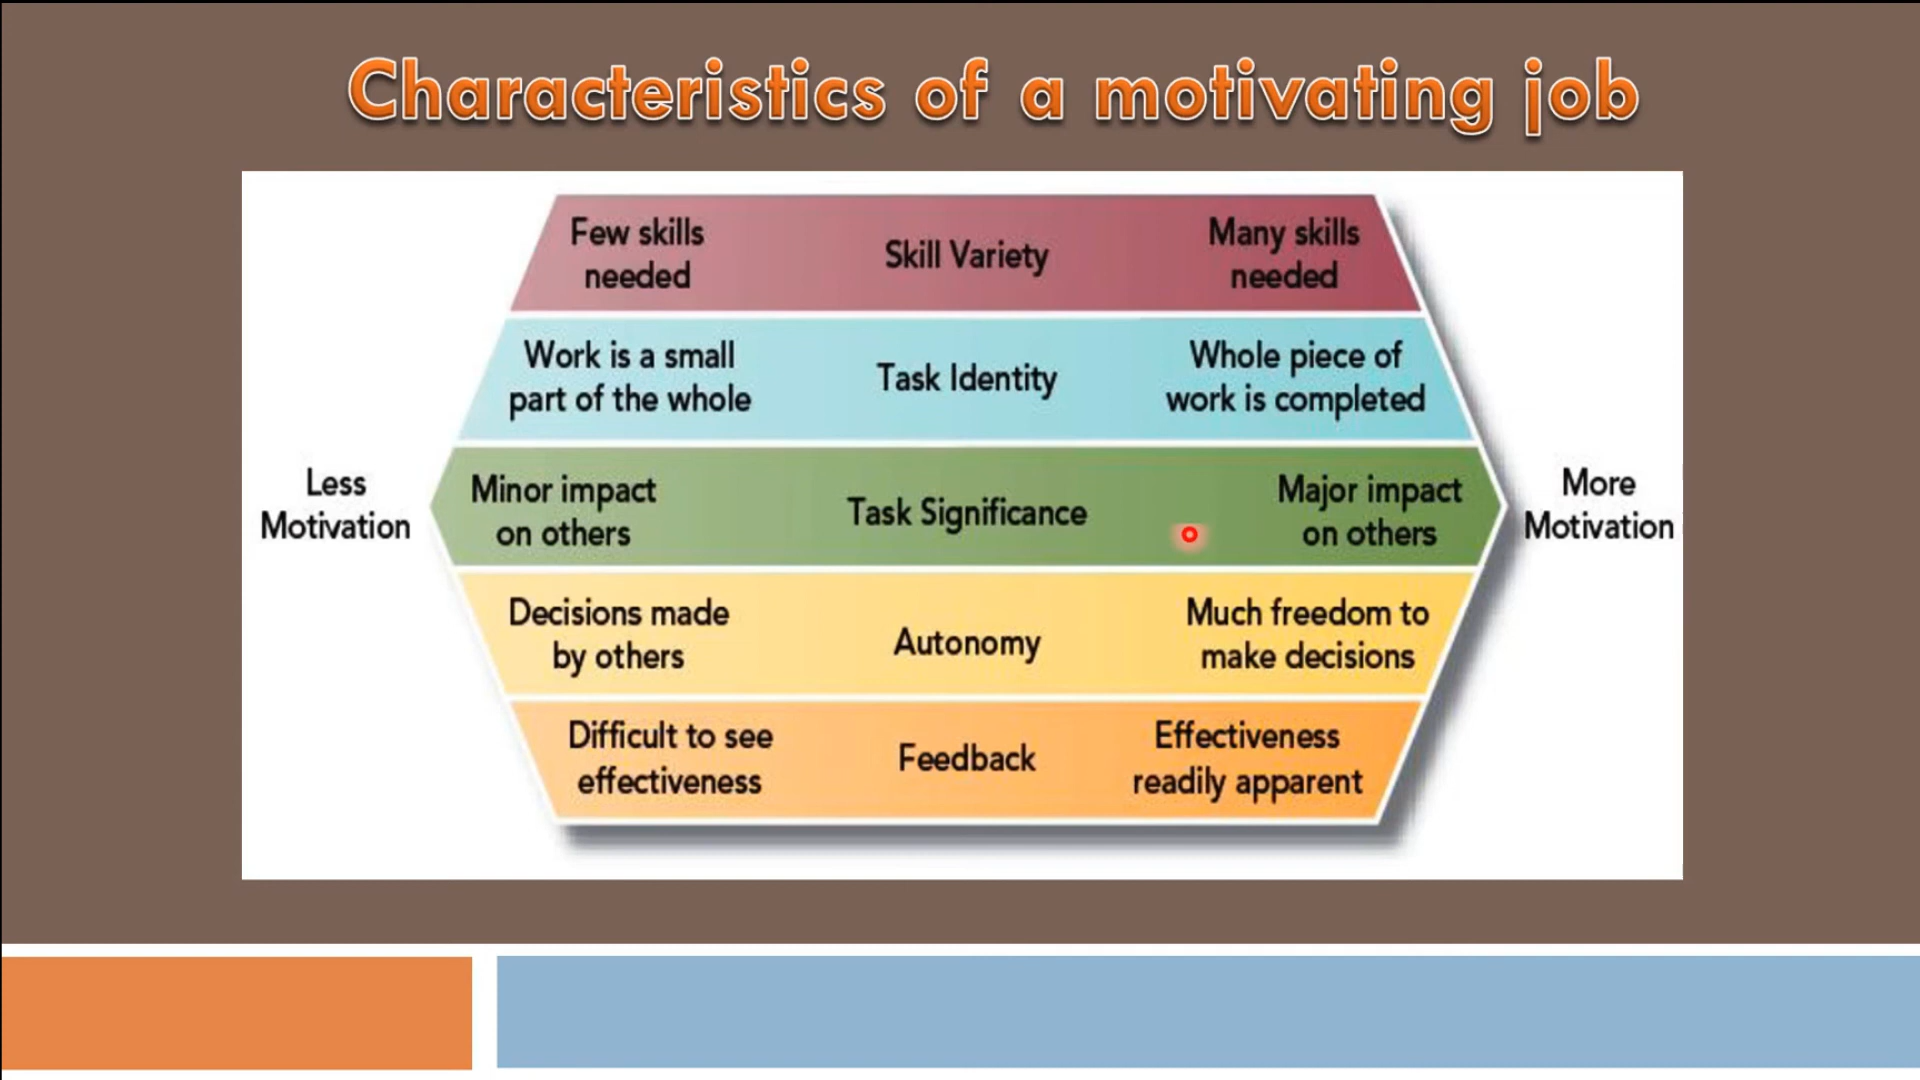 Characteristics of a motivating job
Few skills
needed
Skill Variety
Many skills
needed
Work is a small
part of the whole
Task Identity
Whole piece of
work is completed
Less
Motivation
Minor impact
on others
Task Significance
Major impact
on others
More
Motivation
Decisions made
by others
Autonomy
Much freedom to
make decisions
Difficult to see
effectiveness
Feedback
Effectiveness
readily apparent